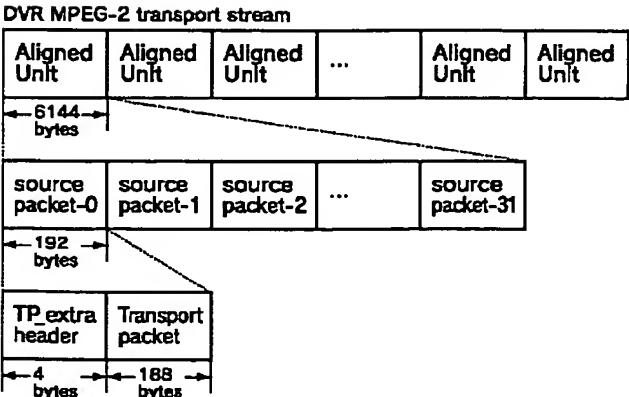 DVR MPEG-2 transport stream
Aligned Unit Aligned Unit Aligned Unit ... Aligned Unit Aligned Unit
6144 bytes
source packet-0 source packet-1 source packet-2 ... source packet-31
192 bytes
TP_extra header Transport packet
4 bytes 188 bytes